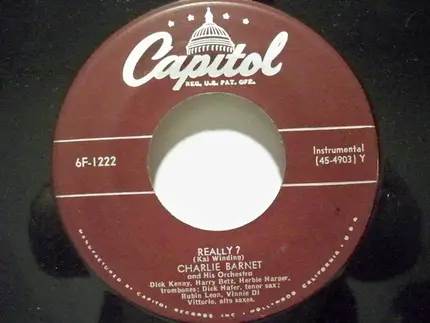 Capitol
REG. U.S. PAT. OFF.
6F-1222
Instrumental
(45-4903) Y
REALLY?
(Kai Winding)
CHARLIE BARNET
and His Orchestra
Dick Kenny, Harry Betz, Herbie Harper,
trombones; Dick Hafer, tenor sax;
Rubin Leon, Vinnie Di
Vittorio, alto saxes.
MANUFACTURED BY CAPITOL RECORDS INC. • HOLLYWOOD CALIFORNIA, U.S.A.